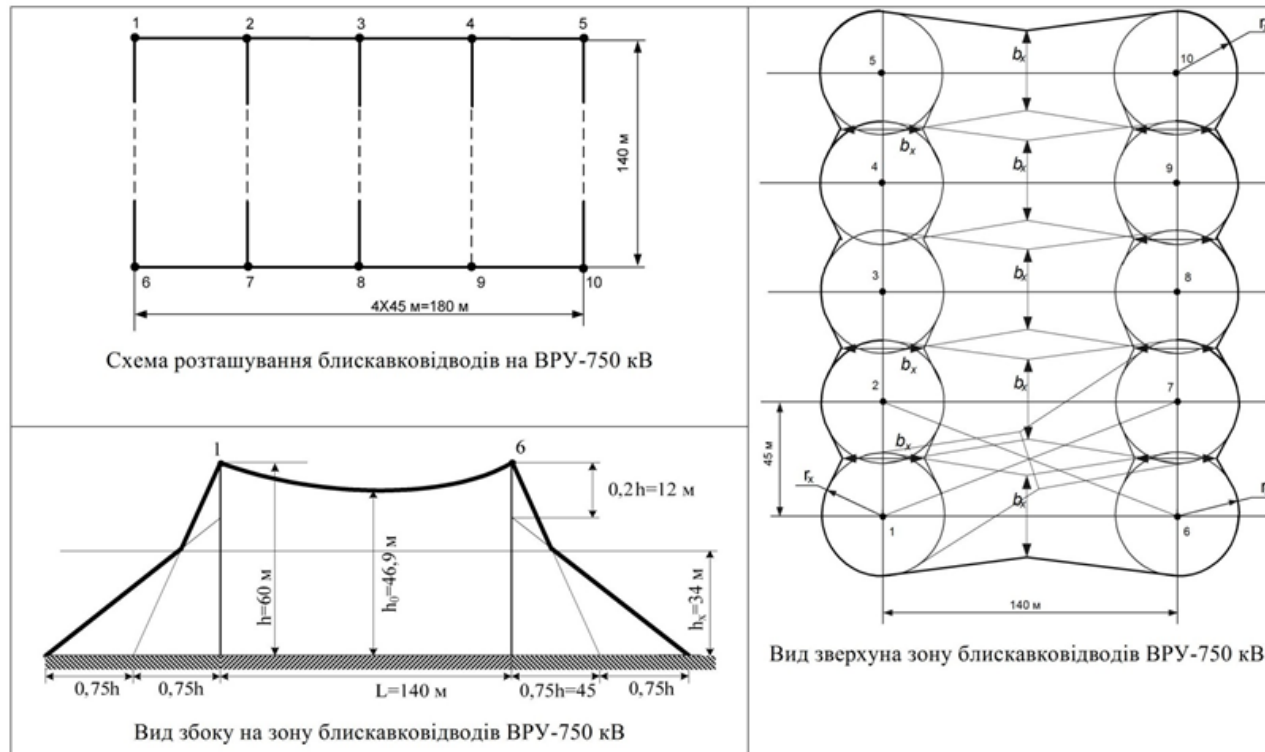 1 2 3 4 5
140 м
6 7 8 9 10
4X45 м=180 м
Схема розташування блискавковідводів на ВРУ-750 кВ
1 6
0,2h=12 м
h=60 м
h₀=46,9 м
hₓ=34 м
0,75h 0,75h L=140 м 0,75h=45 0,75h
Вид збоку на зону блискавковідводів ВРУ-750 кВ
bₓ
5 10
bₓ
4 bₓ 9
3 bₓ 8
bₓ
2 bₓ 7
45 м
bₓ
rₓ bₓ
1 6
140 м
Вид зверхуна зону блискавковідводів ВРУ-750 кВ